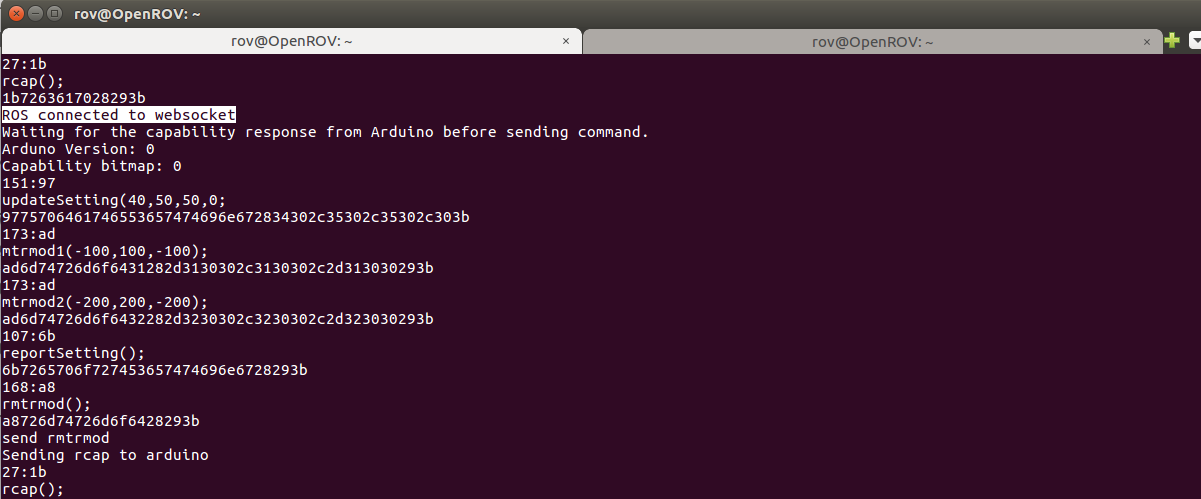 rov@OpenROV: ~
rov@OpenROV: ~ ×
rov@OpenROV: ~ ×
27:1b
rcap();
1b7263617028293b
ROS connected to websocket
Waiting for the capability response from Arduino before sending command.
Arduno Version: 0
Capability bitmap: 0
151:97
updateSetting(40,50,50,0;
9775706461746553657474696e672834302c35302c35302c303b
173:ad
mtrmod1(-100,100,-100);
ad6d74726d6f6431282d3130302c3130302c2d313030293b
173:ad
mtrmod2(-200,200,-200);
ad6d74726d6f6432282d3230302c3230302c2d323030293b
107:6b
reportSetting();
6b7265706f727453657474696e6728293b
168:a8
rmtrmod();
a8726d74726d6f6428293b
send rmtrmod
Sending rcap to arduino
27:1b
rcap();